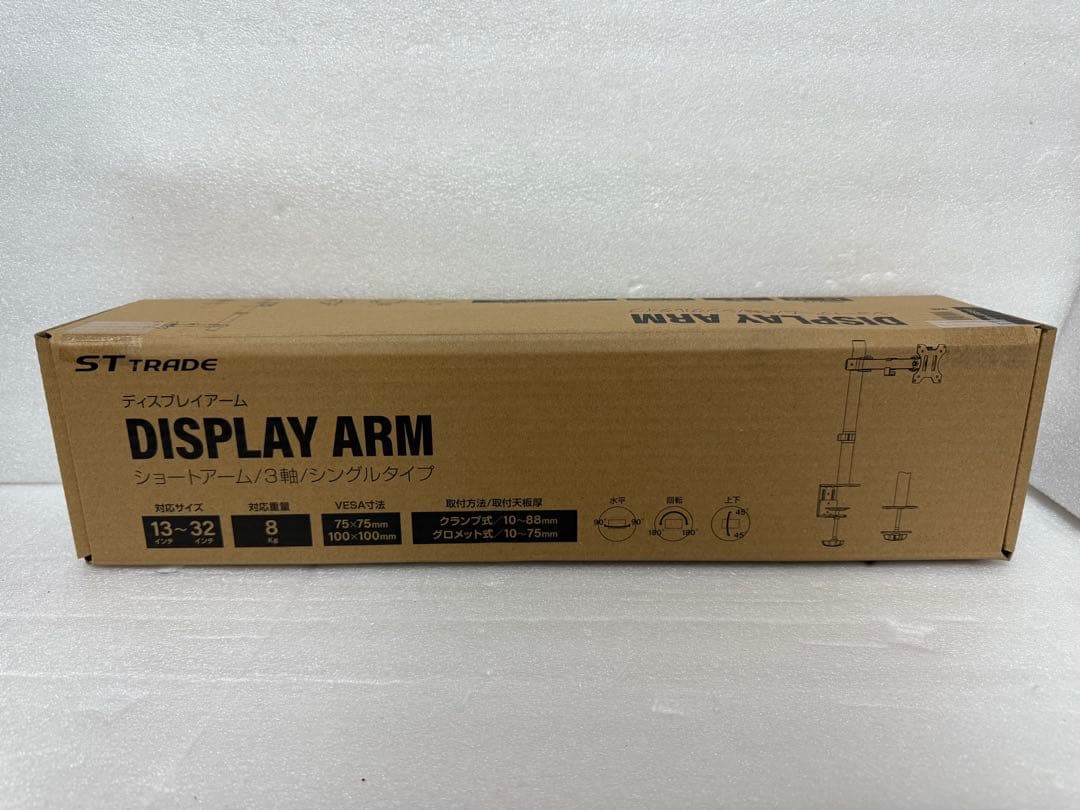 DISPLAY ARM
ST TRADE
ディスプレイアーム
DISPLAY ARM
ショートアーム/3軸/シングルタイプ
対応サイズ
13～32
インチ インチ
対応重量
8
Kg
VESA寸法
75×75mm
100×100mm
取付方法/取付天板厚
クランプ式/10～88mm
グロメット式/10～75mm
水平
90° 90°
回転
180° 180°
上下
45°
45°